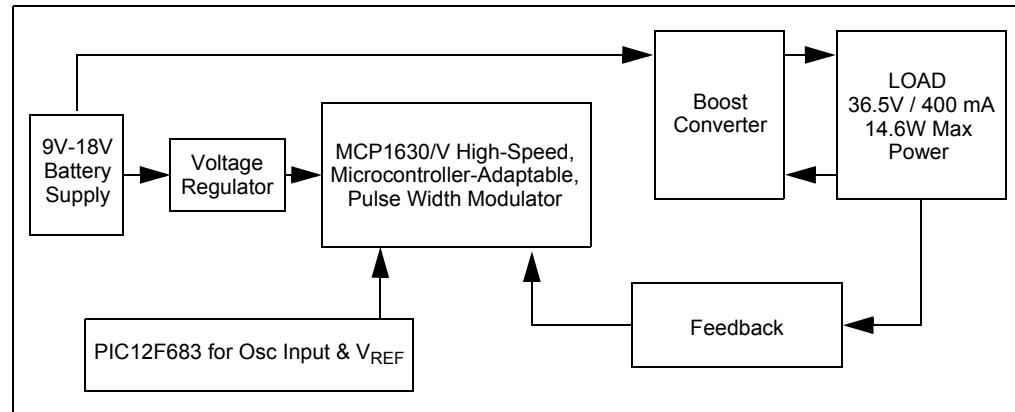 9V-18V
Battery
Supply
Voltage
Regulator
MCP1630/V High-Speed,
Microcontroller-Adaptable,
Pulse Width Modulator
Boost
Converter
LOAD
36.5V / 400 mA
14.6W Max
Power
PIC12F683 for Osc Input & VREF
Feedback